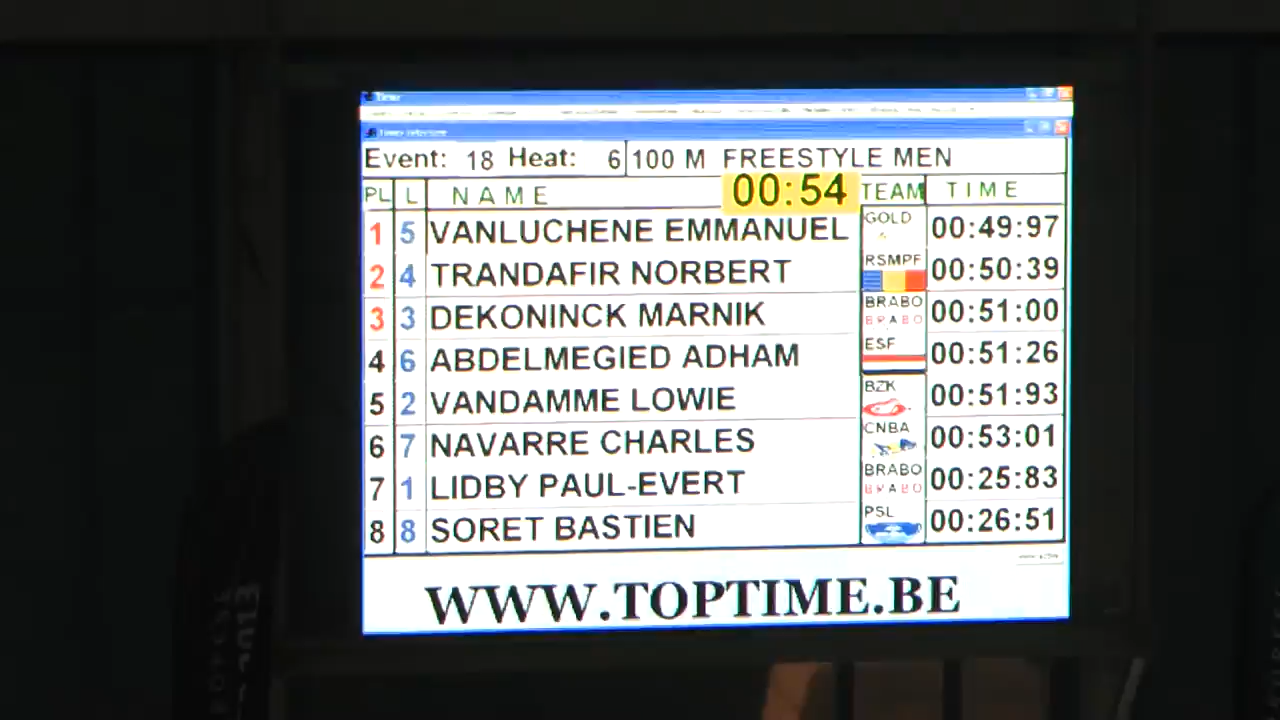 Timer
Event: 18 Heat: 6 100 M FREESTYLE MEN
PL L NAME 00:54 TEAM TIME
1 5 VANLUCHENE EMMANUEL GOLD 00:49:97
2 4 TRANDAFIR NORBERT RSMPF 00:50:39
3 3 DEKONINCK MARNIK BRABO BRABO 00:51:00
4 6 ABDELMEGIED ADHAM ESF 00:51:26
5 2 VANDAMME LOWIE BZK 00:51:93
6 7 NAVARRE CHARLES CNBA 00:53:01
7 1 LIDBY PAUL-EVERT BRABO BRABO 00:25:83
8 8 SORET BASTIEN PSL 00:26:51
WWW.TOPTIME.BE
2013